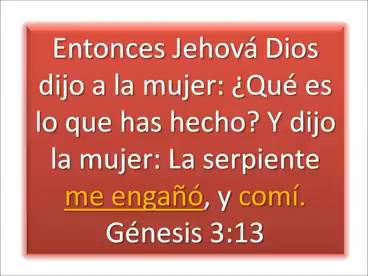 Entonces Jehová Dios
dijo a la mujer: ¿Qué es
lo que has hecho? Y dijo
la mujer: La serpiente
me engañó, y comí.
Génesis 3:13